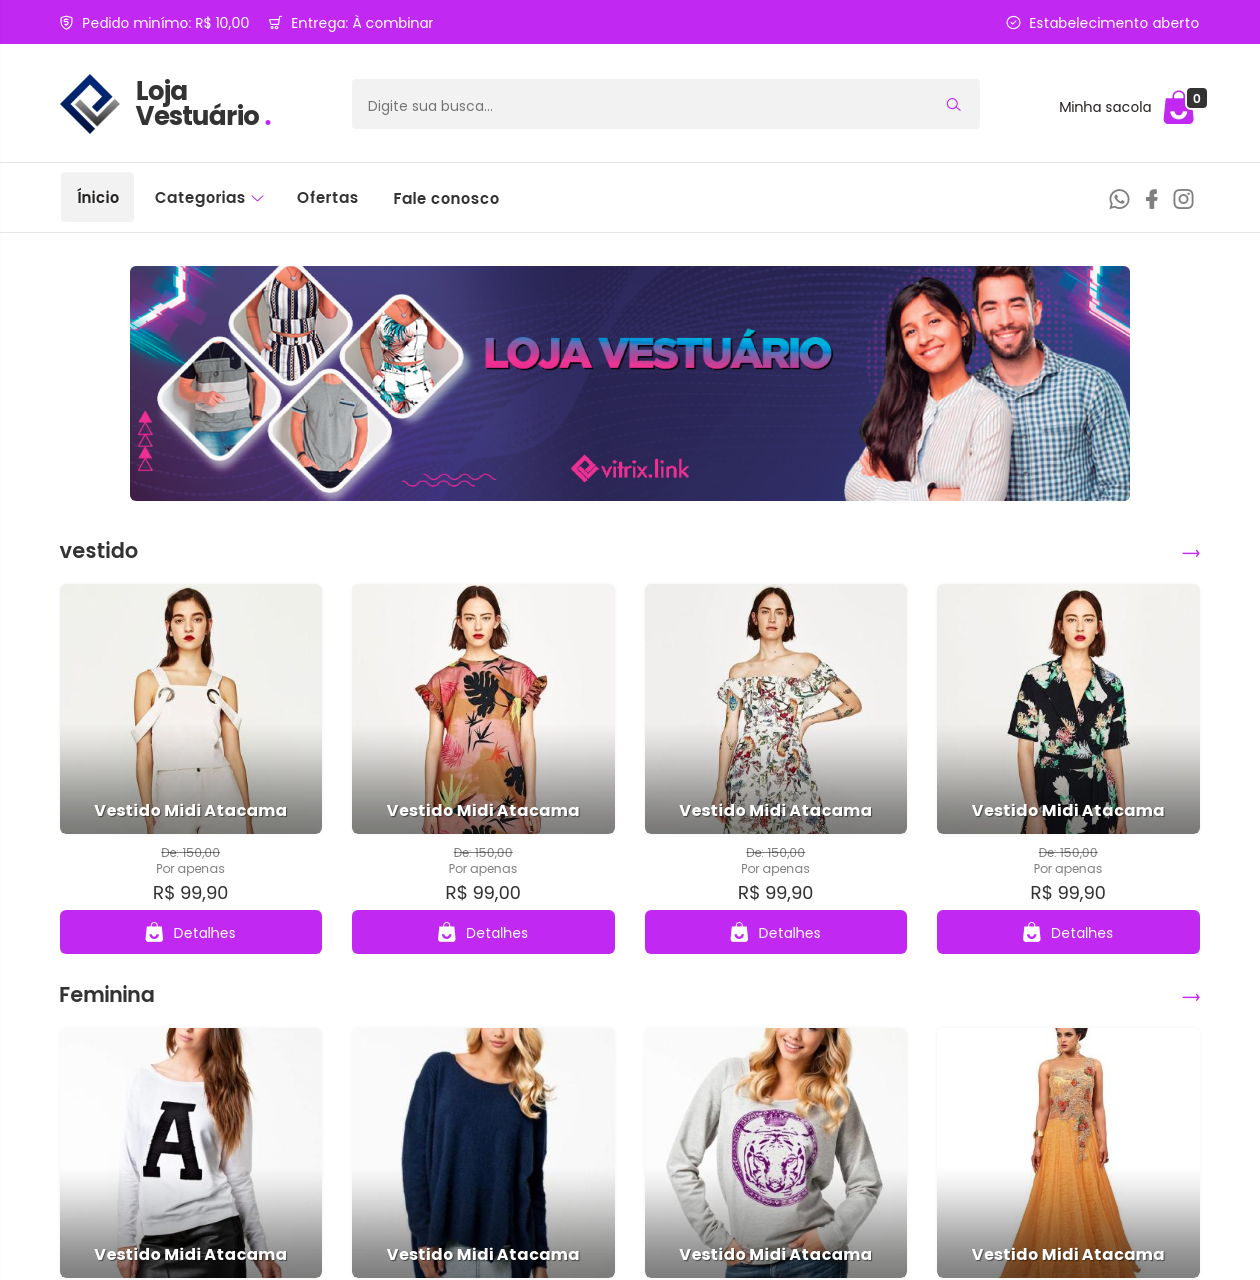 Pedido minímo: R$ 10,00
Entrega: À combinar
Estabelecimento aberto
Loja
Vestuário .
Digite sua busca...
Minha sacola
0
Ínicio
Categorias
Ofertas
Fale conosco
LOJA VESTUÁRIO
vitrix.link
vestido
Vestido Midi Atacama
Vestido Midi Atacama
Vestido Midi Atacama
Vestido Midi Atacama
De: 150,00
De: 150,00
De: 150,00
De: 150,00
Por apenas
Por apenas
Por apenas
Por apenas
R$ 99,90
R$ 99,00
R$ 99,90
R$ 99,90
Detalhes
Detalhes
Detalhes
Detalhes
Feminina
A
Vestido Midi Atacama
Vestido Midi Atacama
Vestido Midi Atacama
Vestido Midi Atacama